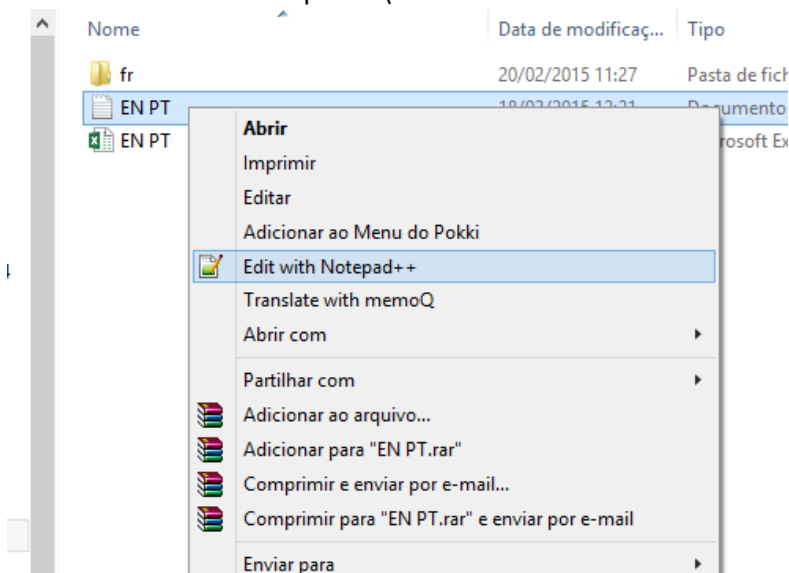 Nome Data de modificaç... Tipo
fr 20/02/2015 11:27 Pasta de fich
EN PT
EN PT
Abrir
Imprimir
Editar
Adicionar ao Menu do Pokki
Edit with Notepad++
Translate with memoQ
Abrir com
Partilhar com
Adicionar ao arquivo...
Adicionar para "EN PT.rar"
Comprimir e enviar por e-mail...
Comprimir para "EN PT.rar" e enviar por e-mail
Enviar para